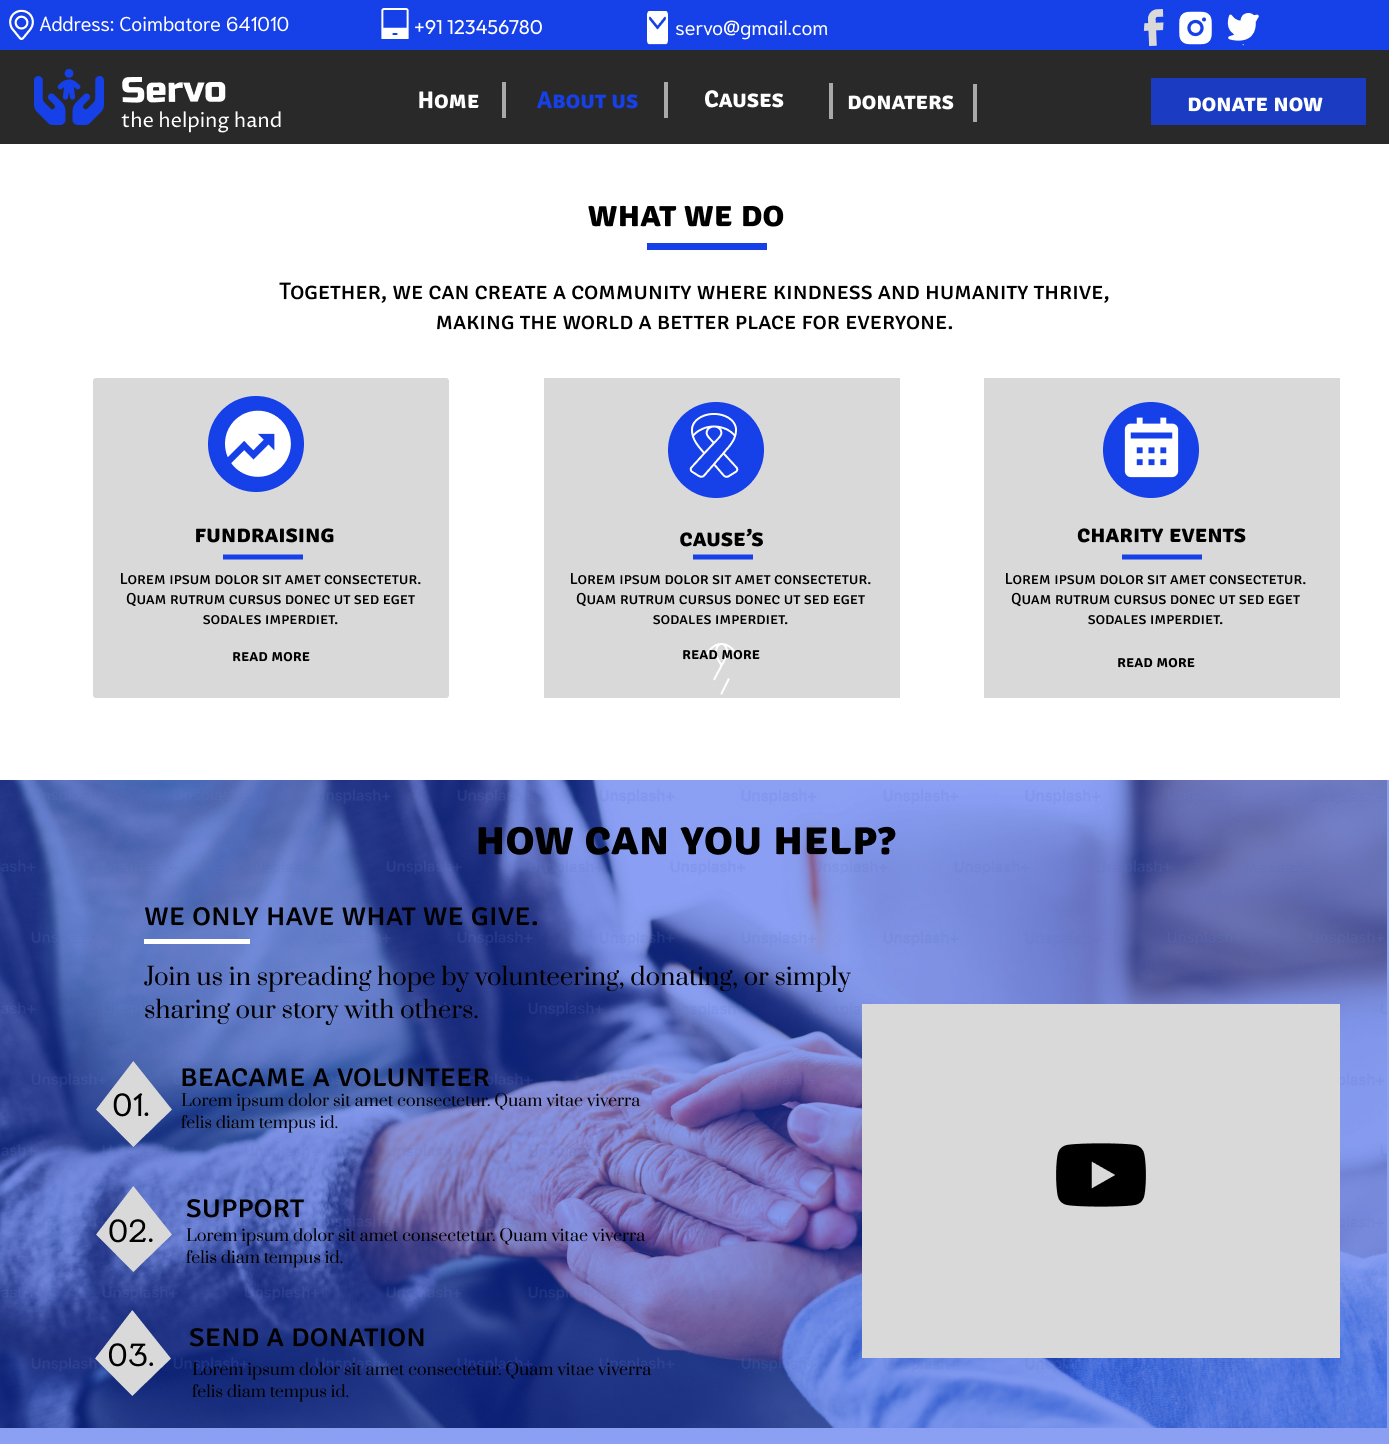 Address: Coimbatore 641010
+91 123456780
servo@gmail.com
Servo
the helping hand
Home
About us
Causes
donaters
donate now
what we do
Together, we can create a community where kindness and humanity thrive,
making the world a better place for everyone.
fundraising
Lorem ipsum dolor sit amet consectetur.
Quam rutrum cursus donec ut sed eget
sodales imperdiet.
read more
cause's
Lorem ipsum dolor sit amet consectetur.
Quam rutrum cursus donec ut sed eget
sodales imperdiet.
read more
charity events
Lorem ipsum dolor sit amet consectetur.
Quam rutrum cursus donec ut sed eget
sodales imperdiet.
read more
HOW CAN YOU HELP?
WE ONLY HAVE WHAT WE GIVE.
Join us in spreading hope by volunteering, donating, or simply
sharing our story with others.
01.
BEACAME A VOLUNTEER
Lorem ipsum dolor sit amet consectetur. Quam vitae viverra
felis diam tempus id.
02.
SUPPORT
Lorem ipsum dolor sit amet consectetur. Quam vitae viverra
felis diam tempus id.
03.
SEND A DONATION
Lorem ipsum dolor sit amet consectetur. Quam vitae viverra
felis diam tempus id.